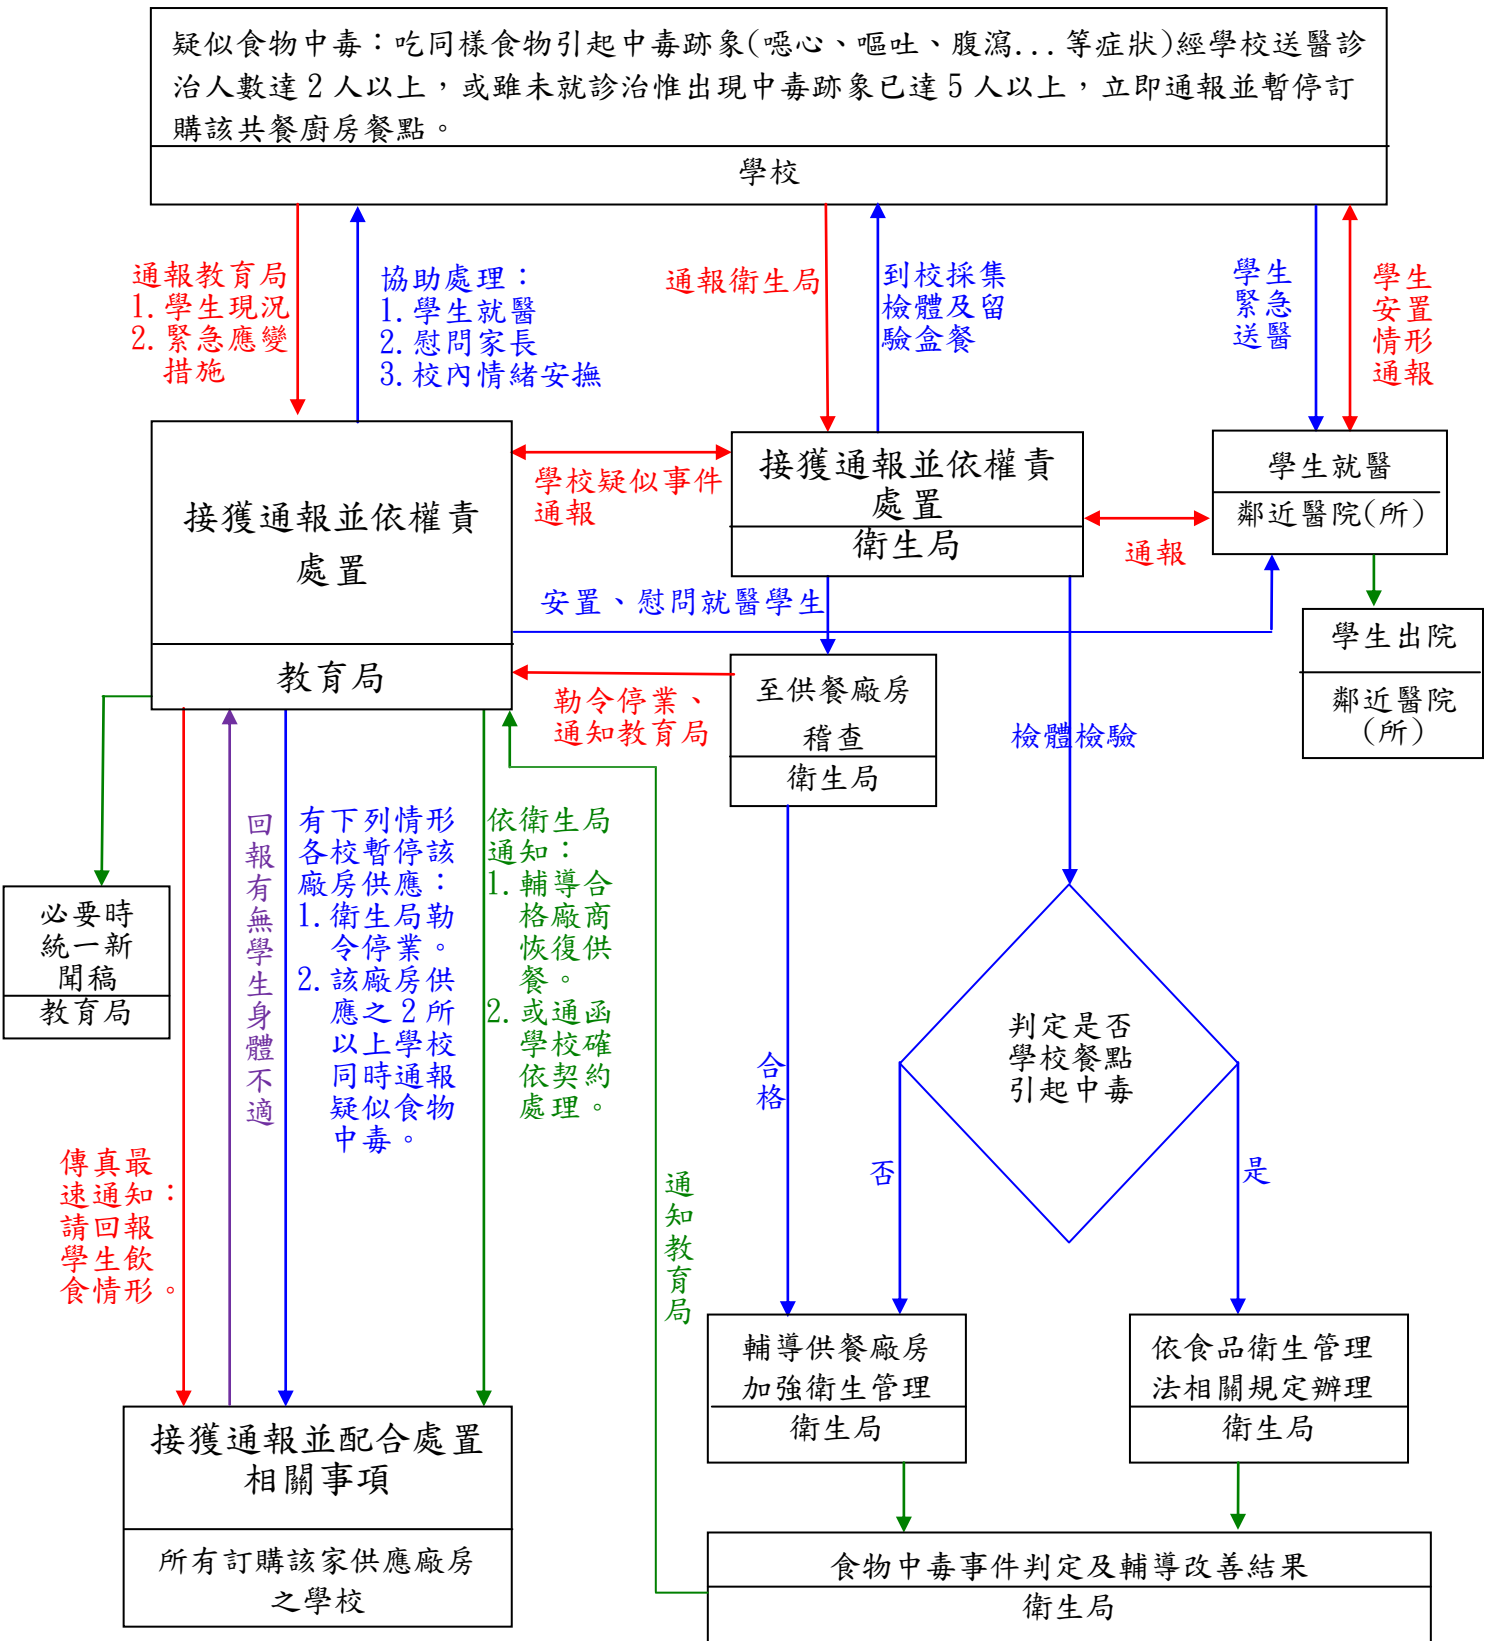 疑似食物中毒：吃同樣食物引起中毒跡象(噁心、嘔吐、腹瀉...等症狀)經學校送醫診
治人數達2人以上，或雖未就診治惟出現中毒跡象已達5人以上，立即通報並暫停訂
購該共餐廚房餐點。
學校
通報教育局
1.學生現況
2.緊急應變
措施
協助處理：
1.學生就醫
2.慰問家長
3.校內情緒安撫
通報衛生局
到校採集
檢體及留
驗盒餐
學生
緊急
送醫
學生
安置
情形
通報
接獲通報並依權責
處置
教育局
學校疑似事件
通報
接獲通報並依權責
處置
衛生局
通報
學生就醫
鄰近醫院(所)
安置、慰問就醫學生
學生出院
鄰近醫院
(所)
勒令停業、
通知教育局
至供餐廠房
稽查
衛生局
檢體檢驗
必要時
統一新
聞稿
教育局
傳真最
速通知：
請回報
學生飲
食情形。
回報有無學生身體不適
有下列情形
各校暫停該
廠房供應：
1.衛生局勒
令停業。
2.該廠房供
應之2所
以上學校
同時通報
疑似食物
中毒。
依衛生局
通知：
1.輔導合
格廠商
恢復供
餐。
2.或通函
學校確
依契約
處理。
通知教育局
合格
判定是否
學校餐點
引起中毒
否
是
輔導供餐廠房
加強衛生管理
衛生局
依食品衛生管理
法相關規定辦理
衛生局
接獲通報並配合處置
相關事項
所有訂購該家供應廠房
之學校
食物中毒事件判定及輔導改善結果
衛生局